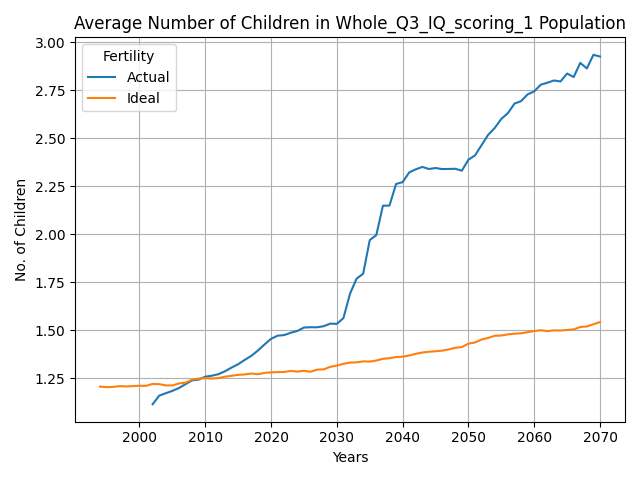 Average Number of Children in Whole_Q3_IQ_scoring_1 Population
Fertility
Actual
Ideal
No. of Children
3.00
2.75
2.50
2.25
2.00
1.75
1.50
1.25
2000 2010 2020 2030 2040 2050 2060 2070
Years